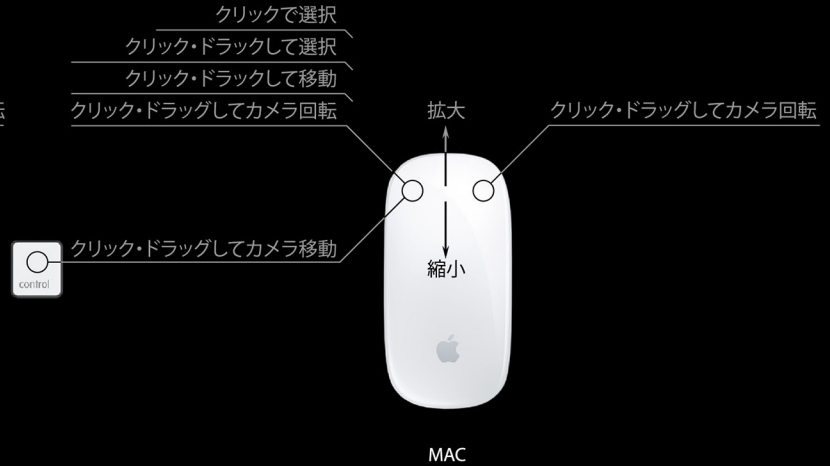 クリックで選択
クリック・ドラックして選択
クリック・ドラックして移動
転
クリック・ドラッグしてカメラ回転
拡大
クリック・ドラッグしてカメラ回転
クリック・ドラッグしてカメラ移動
control
縮小
MAC